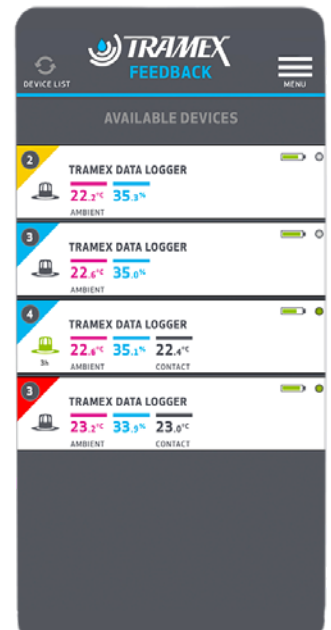 TRAMEX
FEEDBACK
DEVICE LIST
MENU
AVAILABLE DEVICES
2
TRAMEX DATA LOGGER
22.2°C 35.3%
AMBIENT
3
TRAMEX DATA LOGGER
22.6°C 35.0%
AMBIENT
4
TRAMEX DATA LOGGER
3h
22.6°C 35.1% 22.4°C
AMBIENT CONTACT
3
TRAMEX DATA LOGGER
23.2°C 33.9% 23.0°C
AMBIENT CONTACT